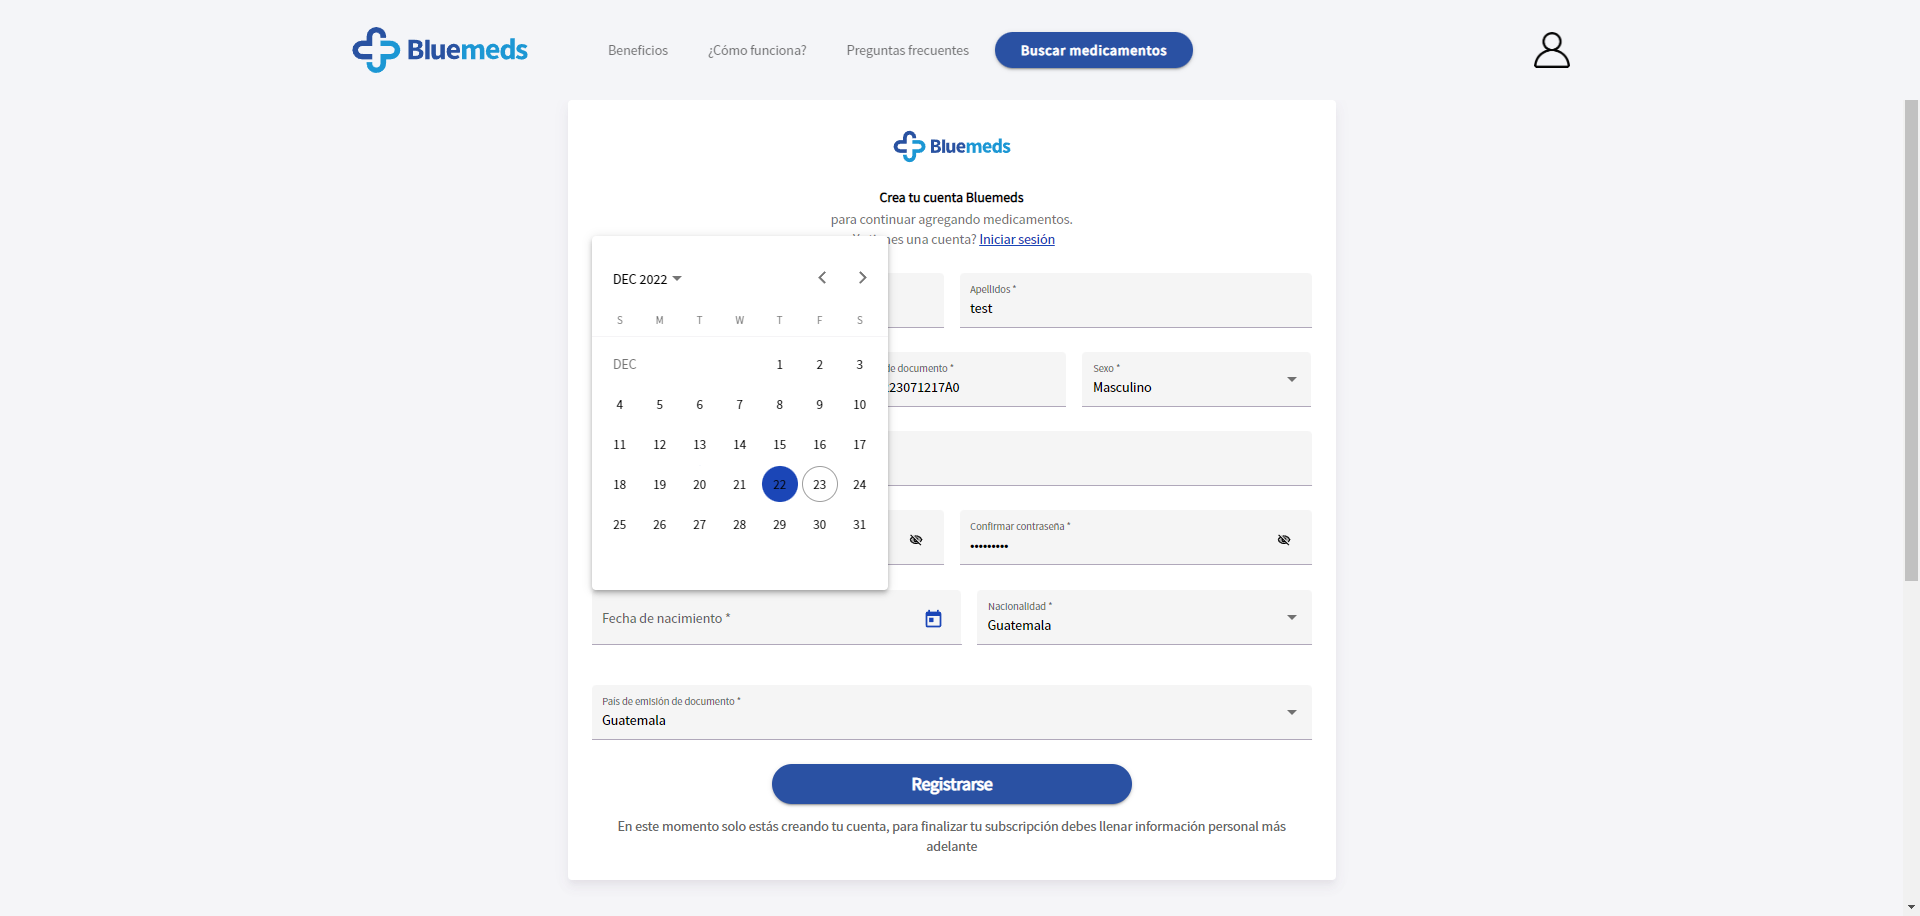 Bluemeds
Beneficios
¿Cómo funciona?
Preguntas frecuentes
Buscar medicamentos
Bluemeds
Crea tu cuenta Bluemeds
para continuar agregando medicamentos.
una cuenta? Iniciar sesión
DEC 2022
S M T W T F S
DEC 1 2 3
4 5 6 7 8 9 10
11 12 13 14 15 16 17
18 19 20 21 22 23 24
25 26 27 28 29 30 31
Apellidos *
test
de documento *
23071217A0
Sexo *
Masculino
Confirmar contraseña *
•••••••••
Fecha de nacimiento *
Nacionalidad *
Guatemala
País de emisión de documento *
Guatemala
Registrarse
En este momento solo estás creando tu cuenta, para finalizar tu subscripción debes llenar información personal más
adelante